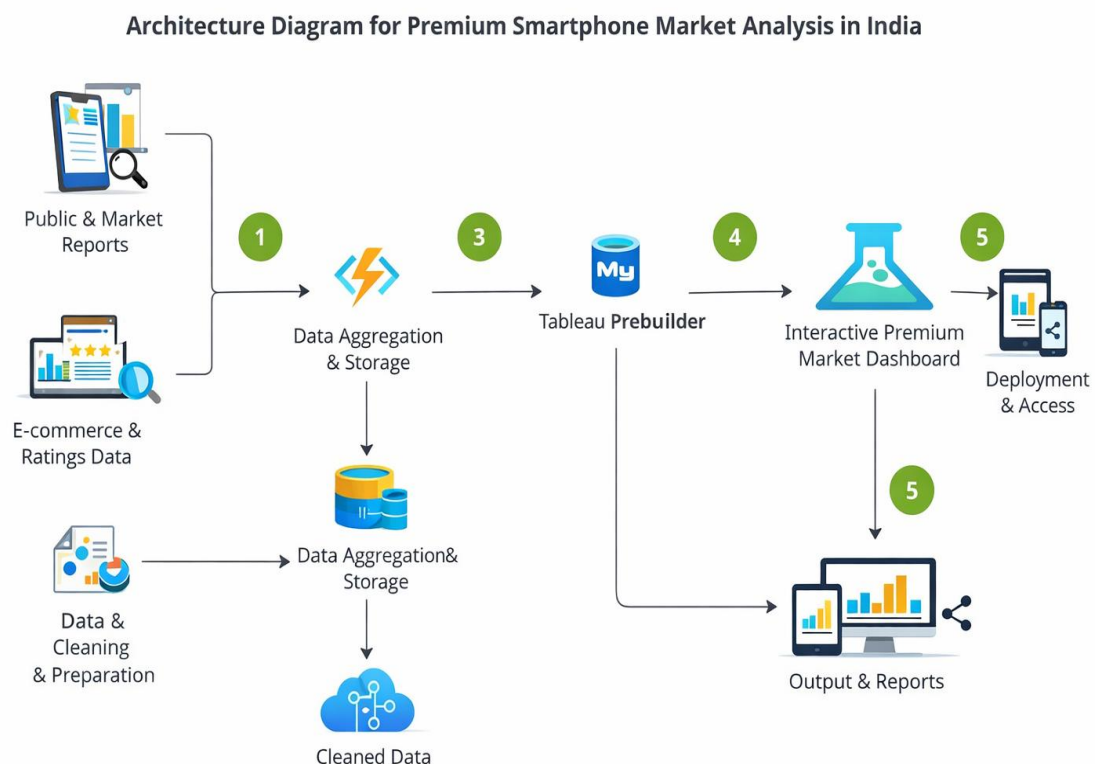 Architecture Diagram for Premium Smartphone Market Analysis in India
Public & Market
Reports
1
3
4
5
My
Data Aggregation
& Storage
Tableau Prebuilder
Interactive Premium
Market Dashboard
Deployment
& Access
E-commerce &
Ratings Data
5
Data Aggregation&
Storage
Data &
Cleaning
& Preparation
Output & Reports
Cleaned Data